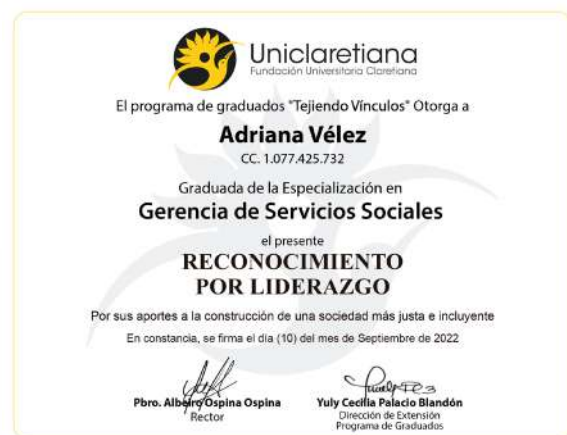 Uniclaretiana
Fundación Universitaria Claretiana
El programa de graduados "Tejiendo Vínculos" Otorga a
Adriana Vélez
CC. 1.077.425.732
Graduada de la Especialización en
Gerencia de Servicios Sociales
el presente
RECONOCIMIENTO
POR LIDERAZGO
Por sus aportes a la construcción de una sociedad más justa e incluyente
En constancia, se firma el día (10) del mes de Septiembre de 2022
Pbro. Albeiro Ospina Ospina
Rector
Yuly Cecilia Palacio Blandón
Dirección de Extensión
Programa de Graduados